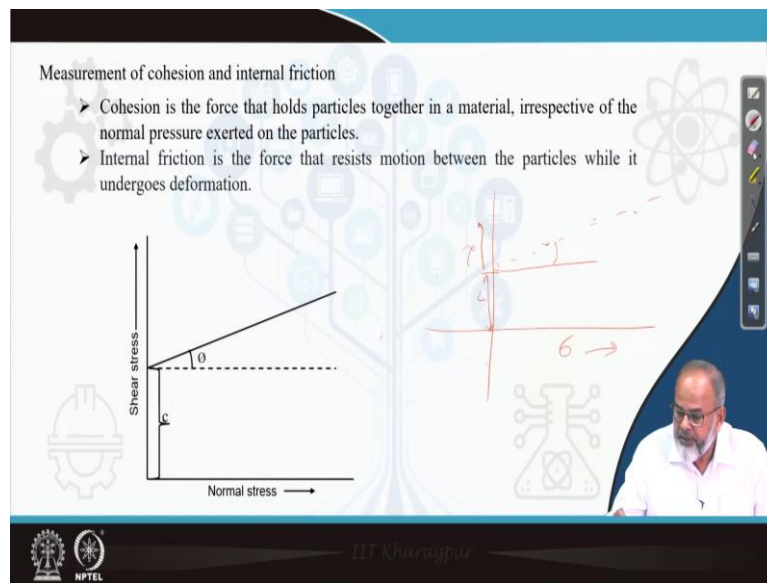 Measurement of cohesion and internal friction
➤ Cohesion is the force that holds particles together in a material, irrespective of the
normal pressure exerted on the particles.
➤ Internal friction is the force that resists motion between the particles while it
undergoes deformation.
Shear stress
Ø
c
Normal stress
IIT Kharagpur
NPTEL